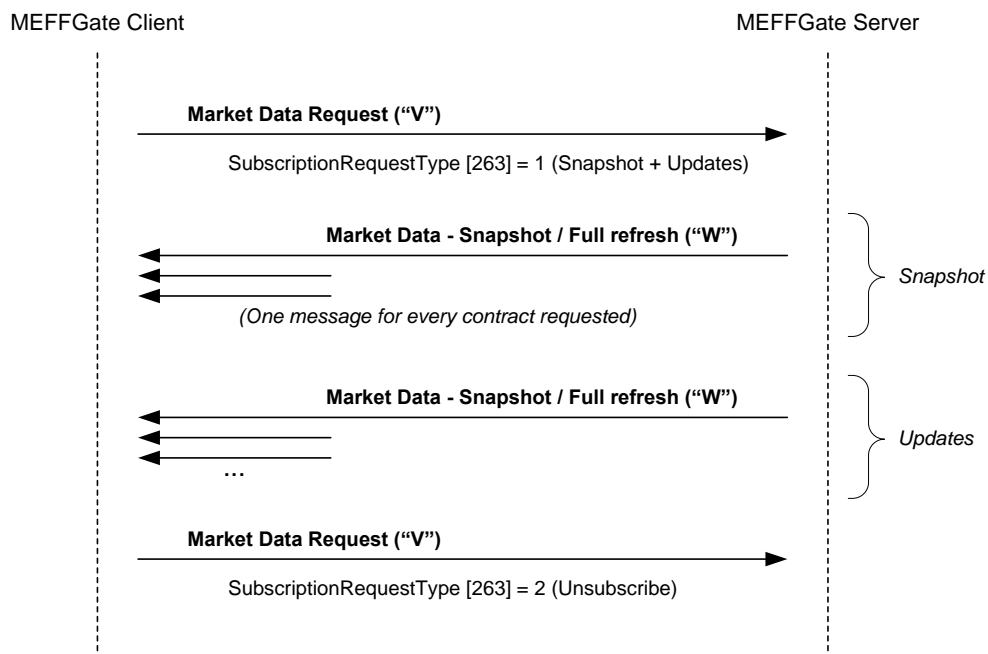 MEFFGate Client
MEFFGate Server
Market Data Request (“V”)
SubscriptionRequestType [263] = 1 (Snapshot + Updates)
Market Data - Snapshot / Full refresh (“W”)
Snapshot
(One message for every contract requested)
Market Data - Snapshot / Full refresh (“W”)
Updates
...
Market Data Request (“V”)
SubscriptionRequestType [263] = 2 (Unsubscribe)